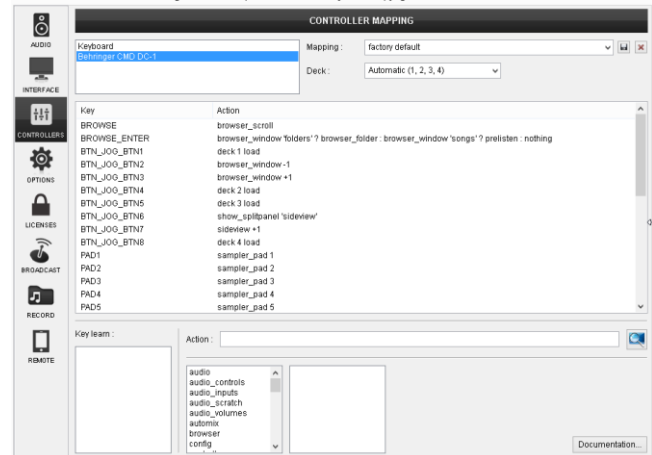 CONTROLLER MAPPING
AUDIO
INTERFACE
CONTROLLERS
OPTIONS
LICENSES
BROADCAST
RECORD
REMOTE
Keyboard
Behringer CMD DC-1
Mapping : factory default
Deck : Automatic (1, 2, 3, 4)
Key Action
BROWSE browser_scroll
BROWSE_ENTER browser_window 'folders' ? browser_folder : browser_window 'songs' ? prelisten : nothing
BTN_JOG_BTN1 deck 1 load
BTN_JOG_BTN2 browser_window -1
BTN_JOG_BTN3 browser_window +1
BTN_JOG_BTN4 deck 2 load
BTN_JOG_BTN5 deck 3 load
BTN_JOG_BTN6 show_splitpanel 'sideview'
BTN_JOG_BTN7 sideview +1
BTN_JOG_BTN8 deck 4 load
PAD1 sampler_pad 1
PAD2 sampler_pad 2
PAD3 sampler_pad 3
PAD4 sampler_pad 4
PAD5 sampler_pad 5
Key learn :
Action :
audio
audio_controls
audio_inputs
audio_scratch
audio_volumes
automix
browser
config
Documentation...